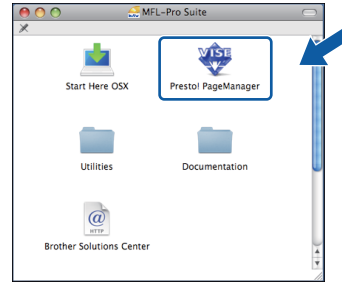 MFL-Pro Suite
VISE
Start Here OSX
Presto! PageManager
Utilities
Documentation
@
HTTP
Brother Solutions Center